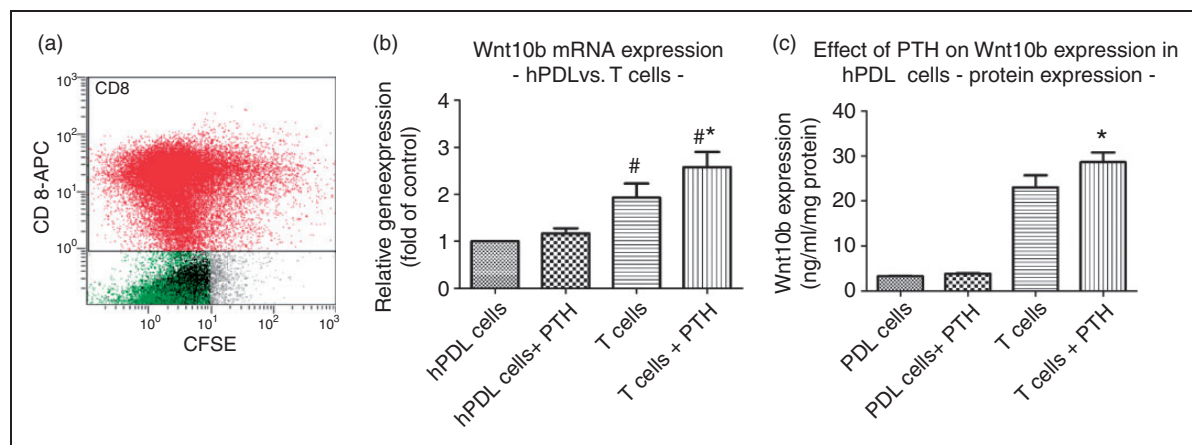 (a)
CD8
10³
10²
10¹
10⁰
CD 8-APC
10⁰ 10¹ 10² 10³
CFSE
(b)
Wnt10b mRNA expression
- hPDLvs. T cells -
Relative geneexpression
(fold of control)
4
3
2
1
0
#
#*
hPDL cells
hPDL cells+ PTH
T cells
T cells + PTH
(c)
Effect of PTH on Wnt10b expression in
hPDL cells - protein expression -
Wnt10b expression
(ng/ml/mg protein)
40
30
20
10
0
*
PDL cells
PDL cells+ PTH
T cells
T cells + PTH